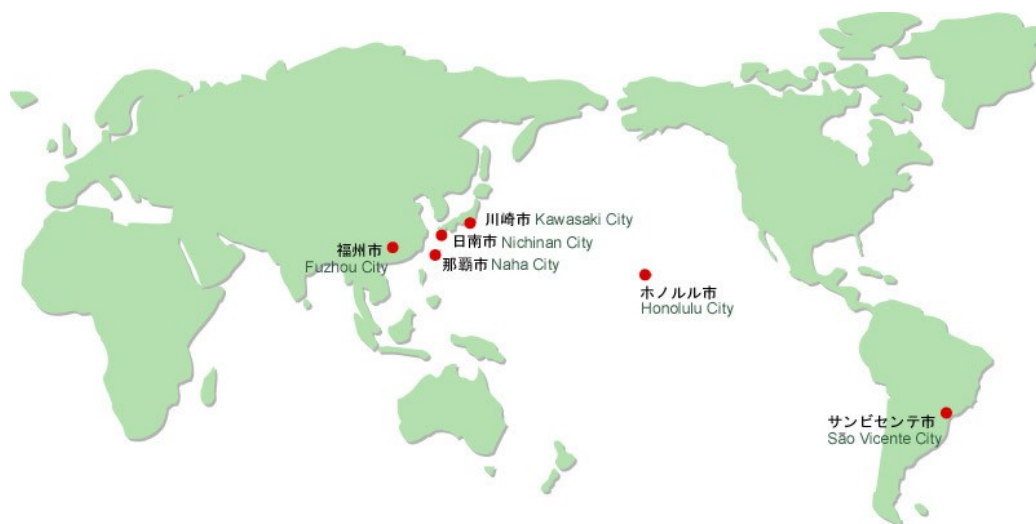 川崎市 Kawasaki City
日南市 Nichinan City
福州市
Fuzhou City
那覇市 Naha City
ホノルル市
Honolulu City
サンビセンテ市
São Vicente City